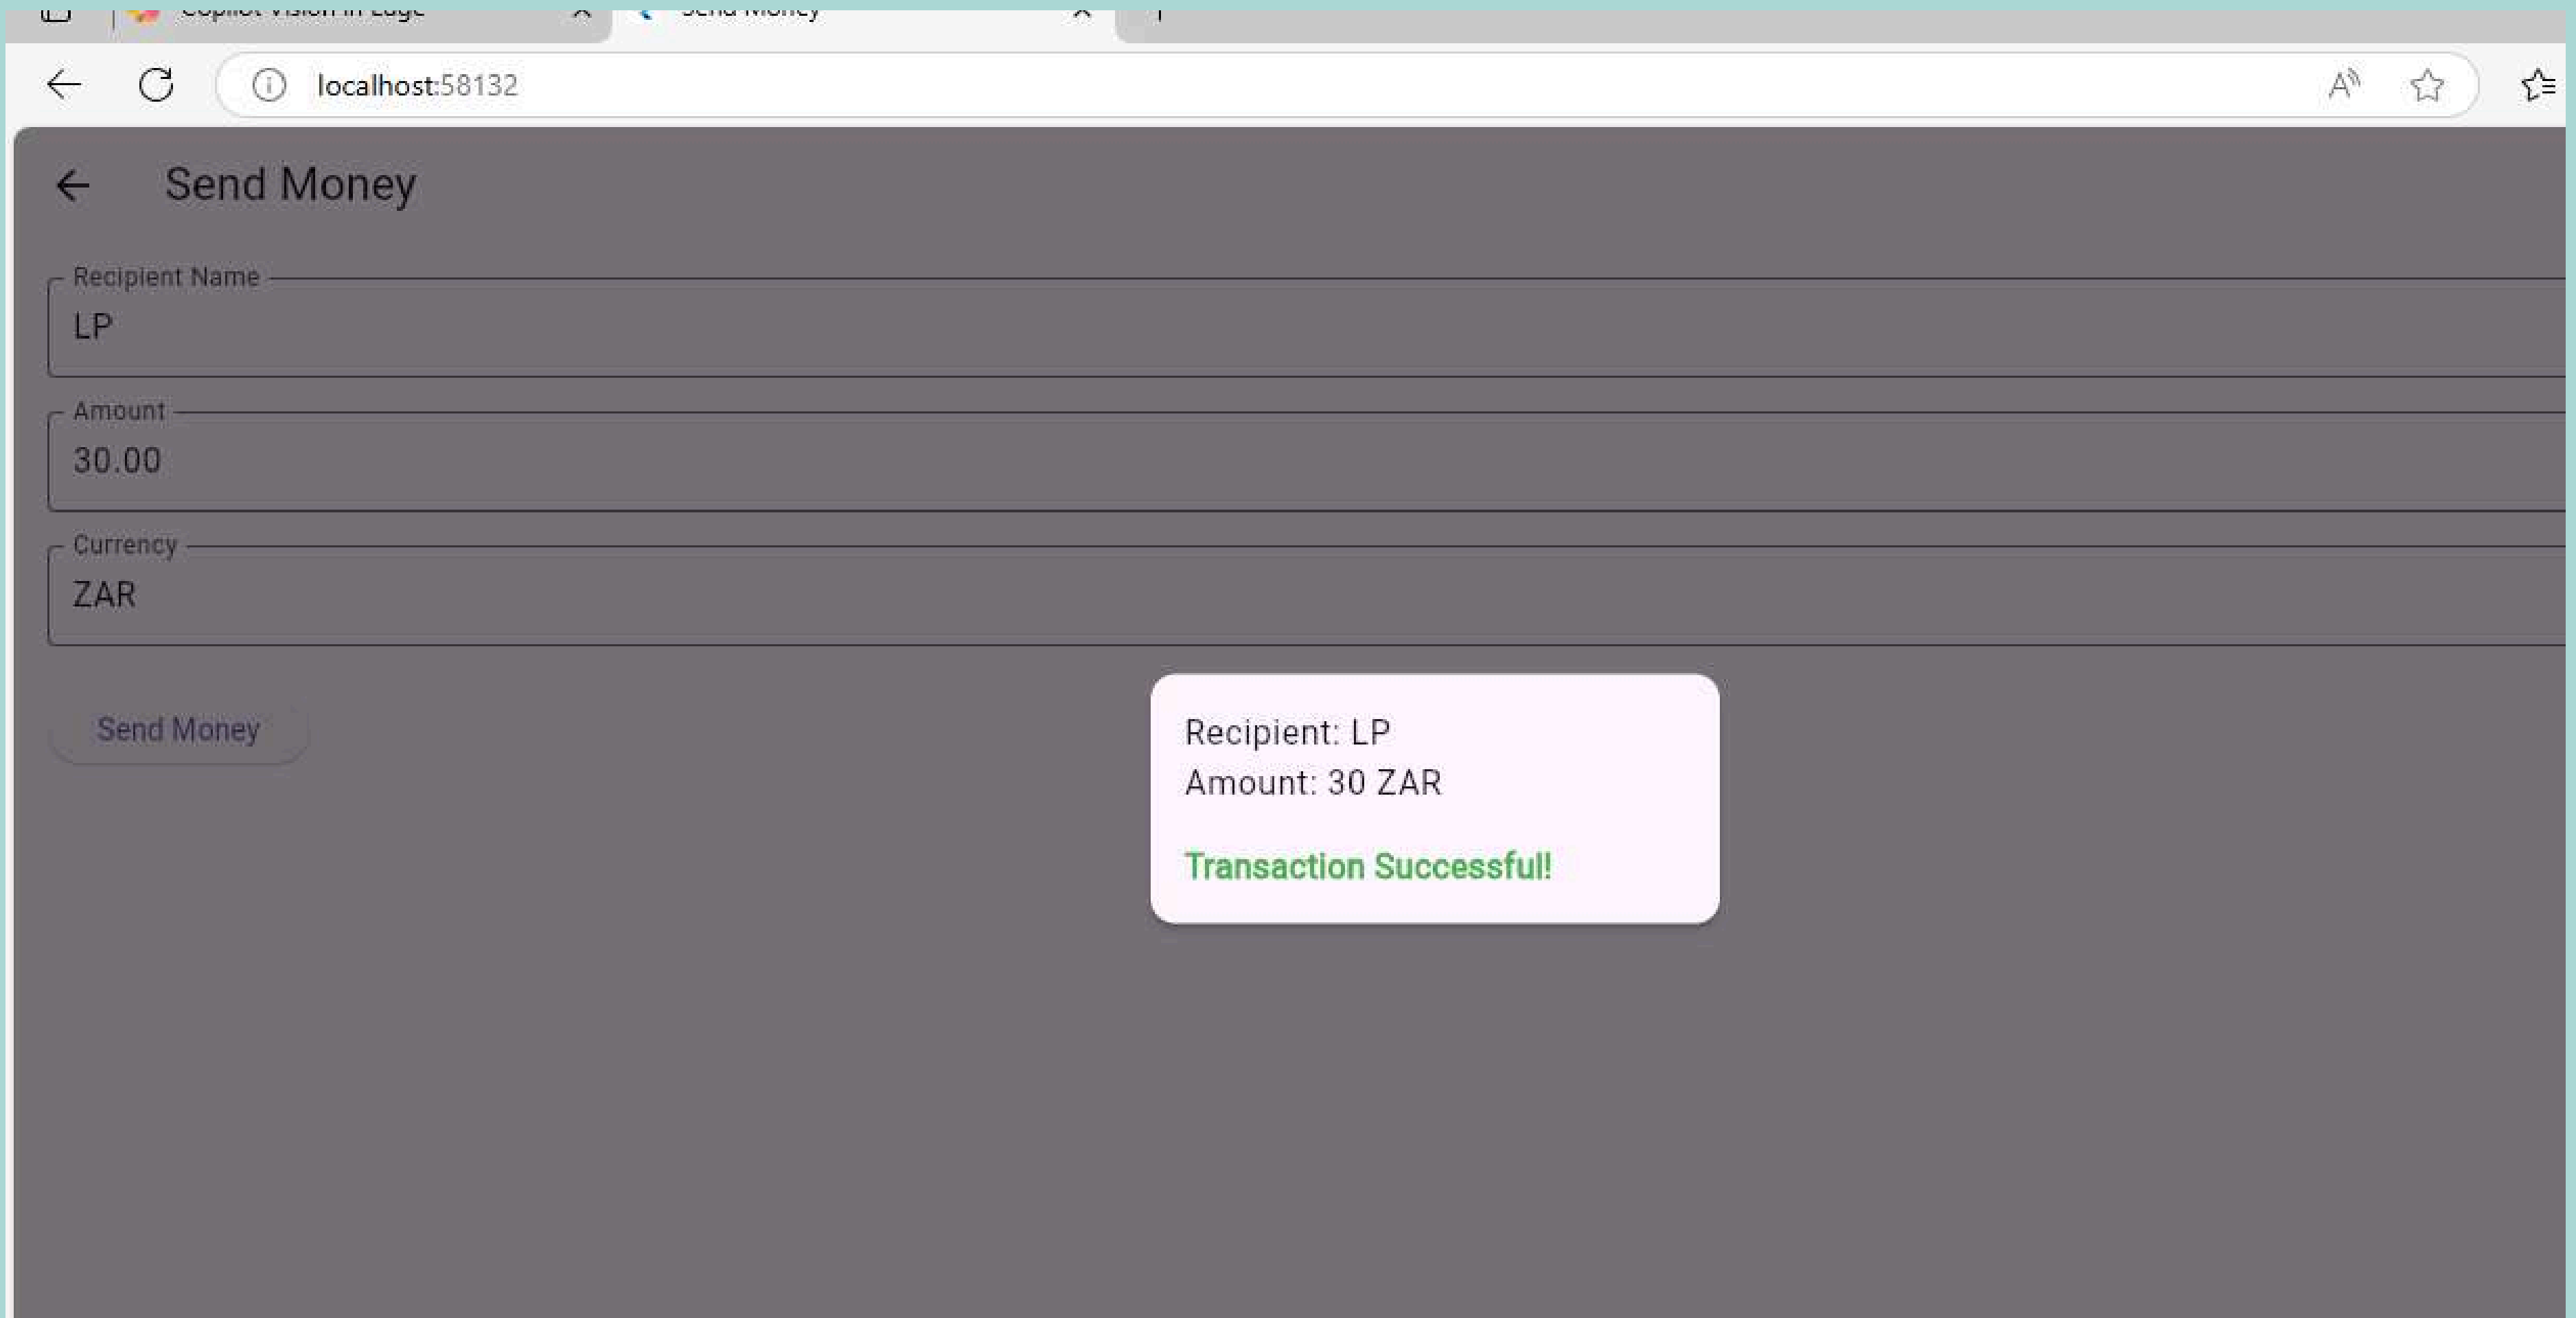 localhost:58132
Send Money
Recipient Name
LP
Amount
30.00
Currency
ZAR
Send Money
Recipient: LP
Amount: 30 ZAR
Transaction Successful!